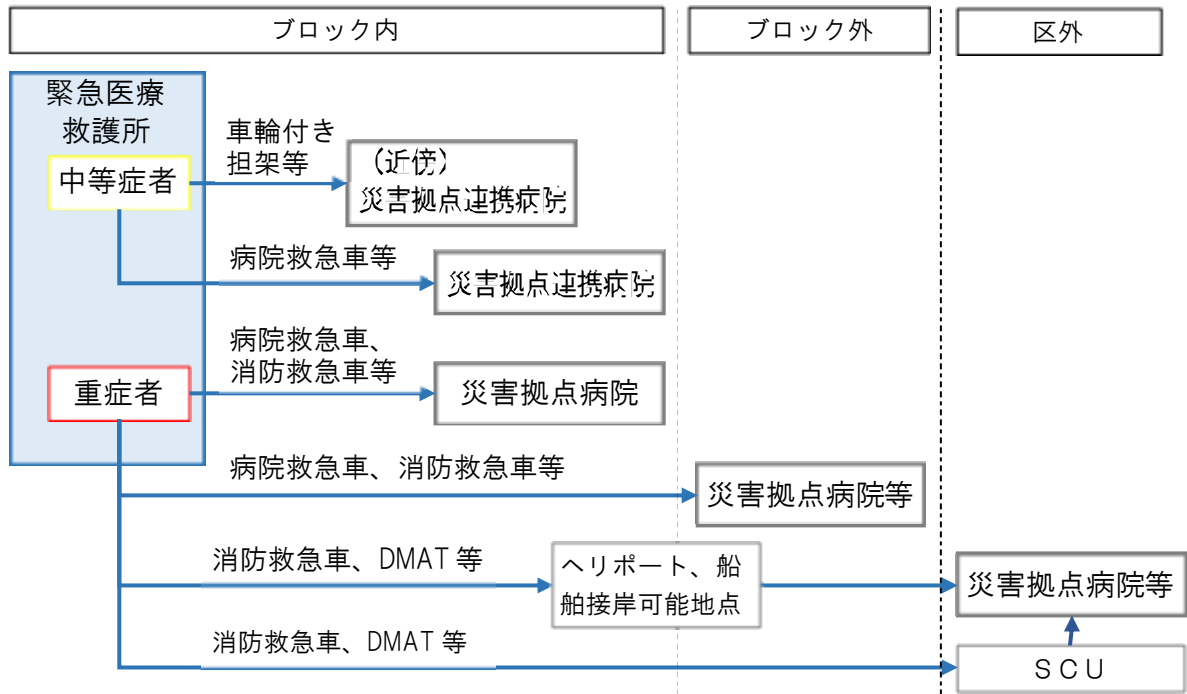 ブロック内
ブロック外
区外
緊急医療
救護所
中等症者
車輪付き
担架等
(近傍)
災害拠点連携病院
病院救急車等
災害拠点連携病院
病院救急車、
消防救急車等
重症者
災害拠点病院
病院救急車、消防救急車等
災害拠点病院等
消防救急車、DMAT 等
ヘリポート、船
舶接岸可能地点
災害拠点病院等
消防救急車、DMAT 等
SCU